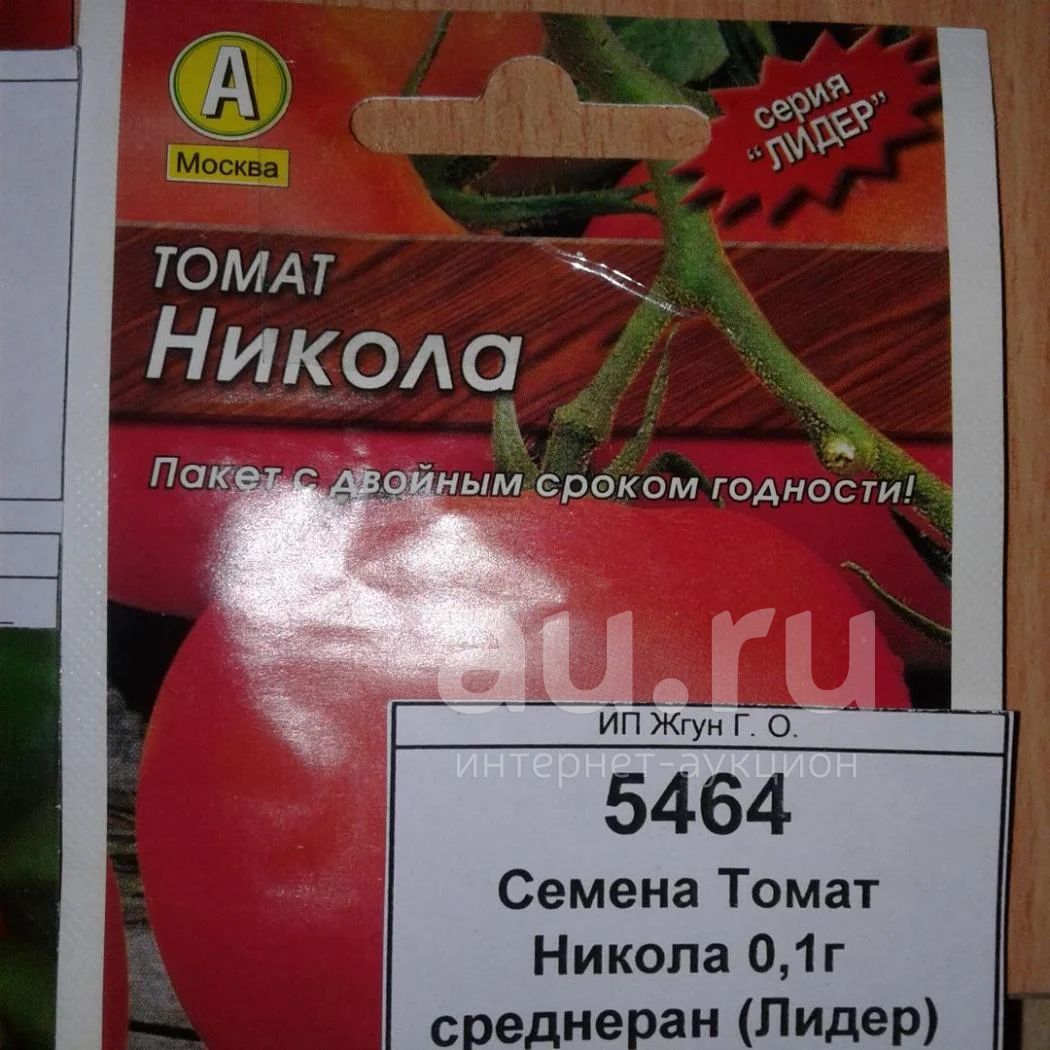 А
Москва
серия
"ЛИДЕР"
ТОМАТ
Никола
Пакет с двойным сроком годности!
au.ru
интернет-аукцион
ИП Жгун Г. О.
5464
Семена Томат
Никола 0,1г
среднеран (Лидер)